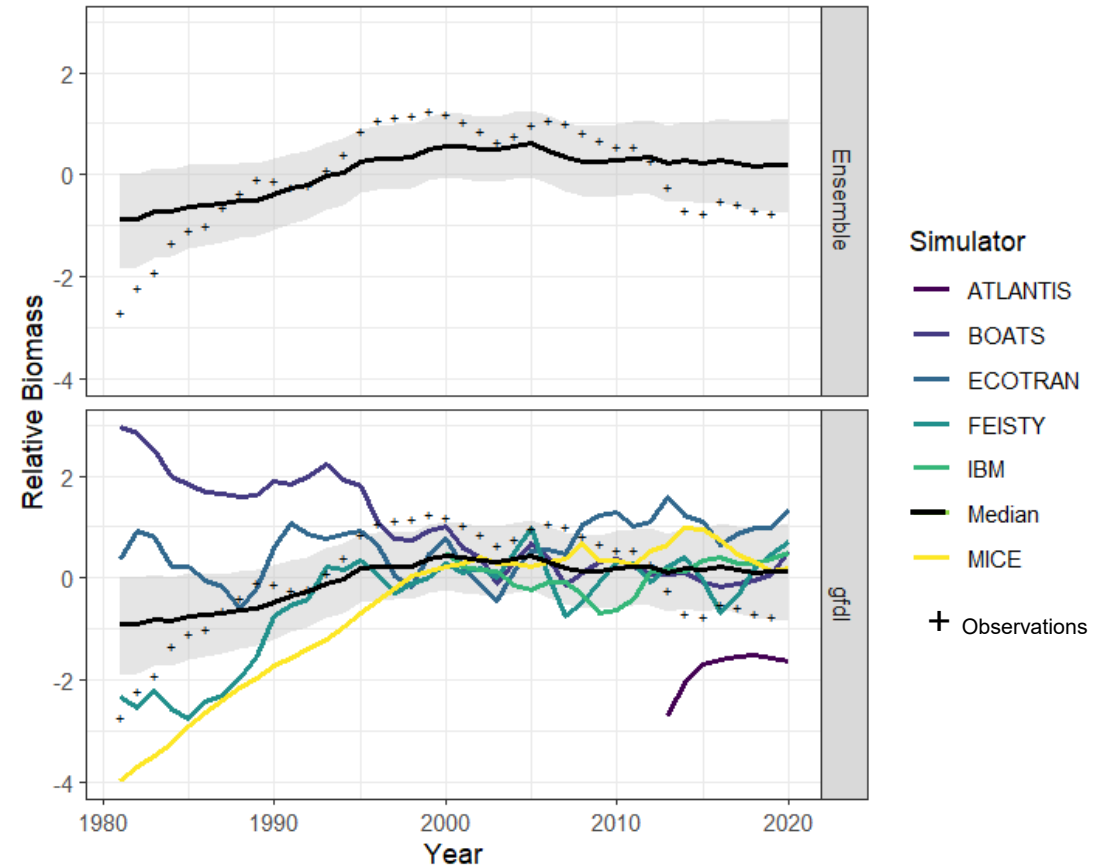 Relative Biomass
2
0
-2
-4
Ensemble
2
0
-2
-4
gfdl
1980 1990 2000 2010 2020
Year
Simulator
ATLANTIS
BOATS
ECOTRAN
FEISTY
IBM
Median
MICE
+ Observations